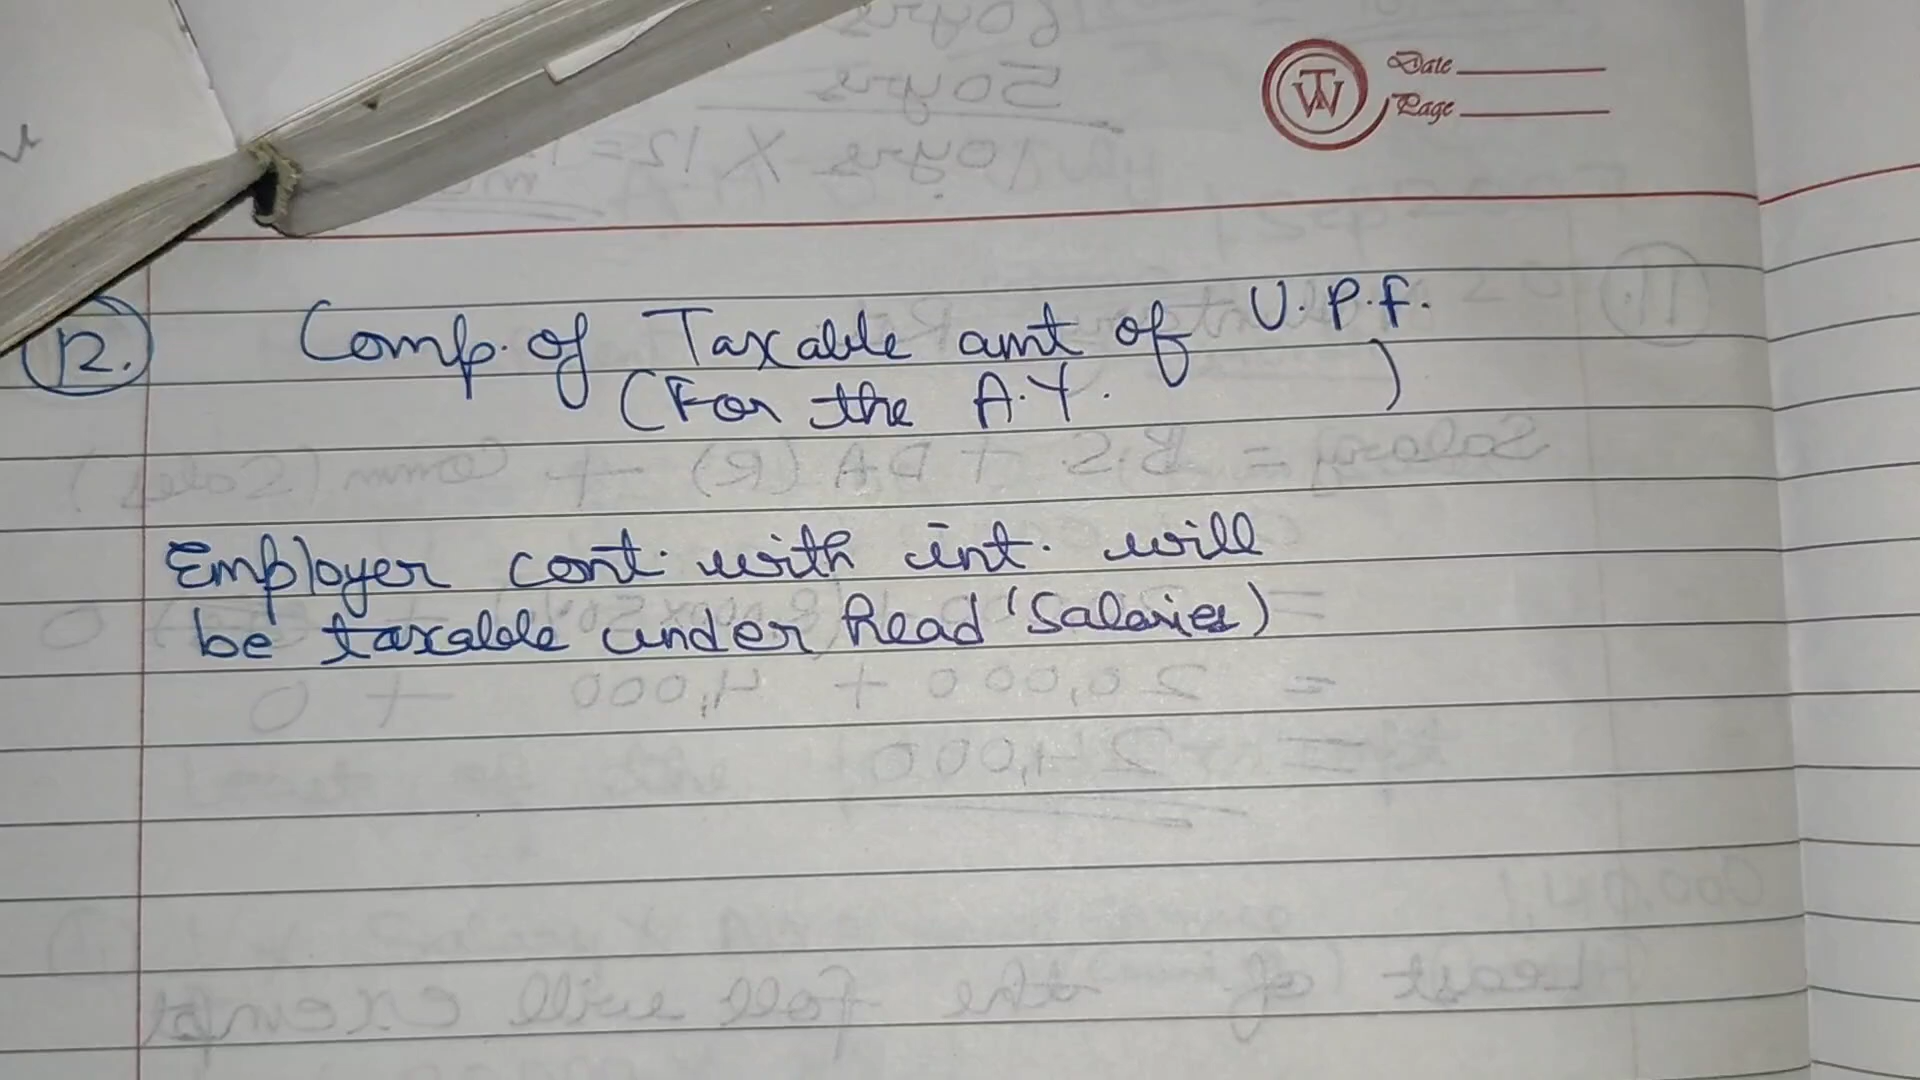 Date
Page
12. Comp. of Taxable amt of U.P.F.
(For the A.Y. )
Employer cont. with int. will
be taxable under head 'Salaries)